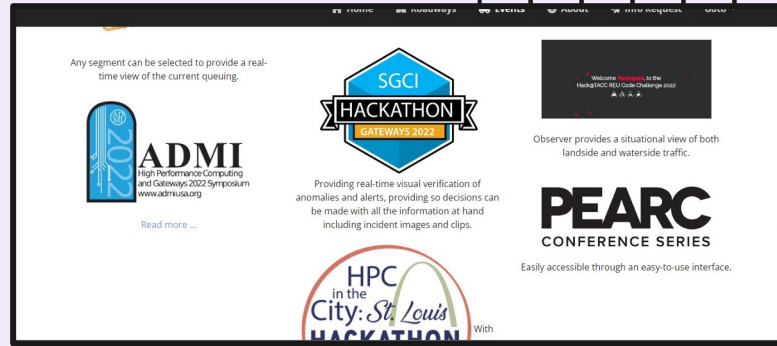 Home Roadways Events About Info Request Goto
Any segment can be selected to provide a real-
time view of the current queuing.
2022
ADMI
High Performance Computing
and Gateways 2022 Symposium
www.admiusa.org
Read more ...
SGCI
HACKATHON
GATEWAYS 2022
Providing real-time visual verification of
anomalies and alerts, providing so decisions can
be made with all the information at hand
including incident images and clips.
HPC
in the
City: St. Louis
HACKATHON
With
Welcome Participant, to the
Hack@TACC REU Code Challenge 2022!
Observer provides a situational view of both
landside and waterside traffic.
PEARC
CONFERENCE SERIES
Easily accessible through an easy-to-use interface.